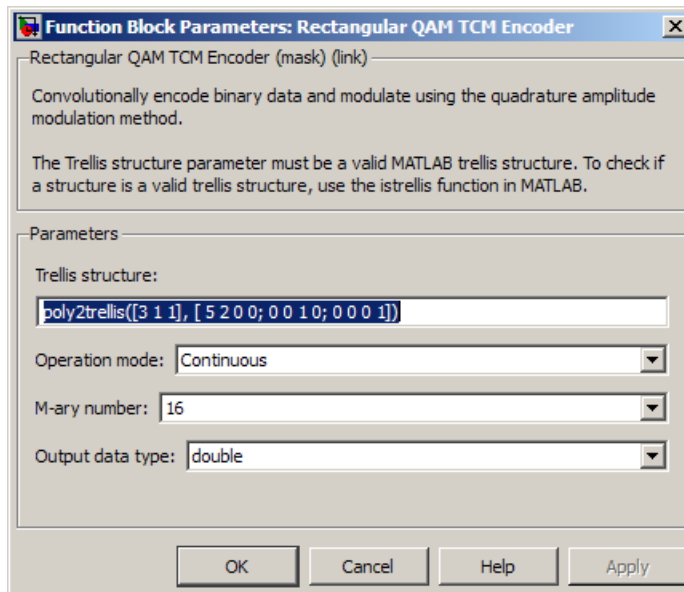 Function Block Parameters: Rectangular QAM TCM Encoder
Rectangular QAM TCM Encoder (mask) (link)
Convolutionally encode binary data and modulate using the quadrature amplitude
modulation method.
The Trellis structure parameter must be a valid MATLAB trellis structure. To check if
a structure is a valid trellis structure, use the istrellis function in MATLAB.
Parameters
Trellis structure:
poly2trellis([3 1 1], [ 5 2 0 0; 0 0 1 0; 0 0 0 1])
Operation mode: Continuous
M-ary number: 16
Output data type: double
OK Cancel Help Apply